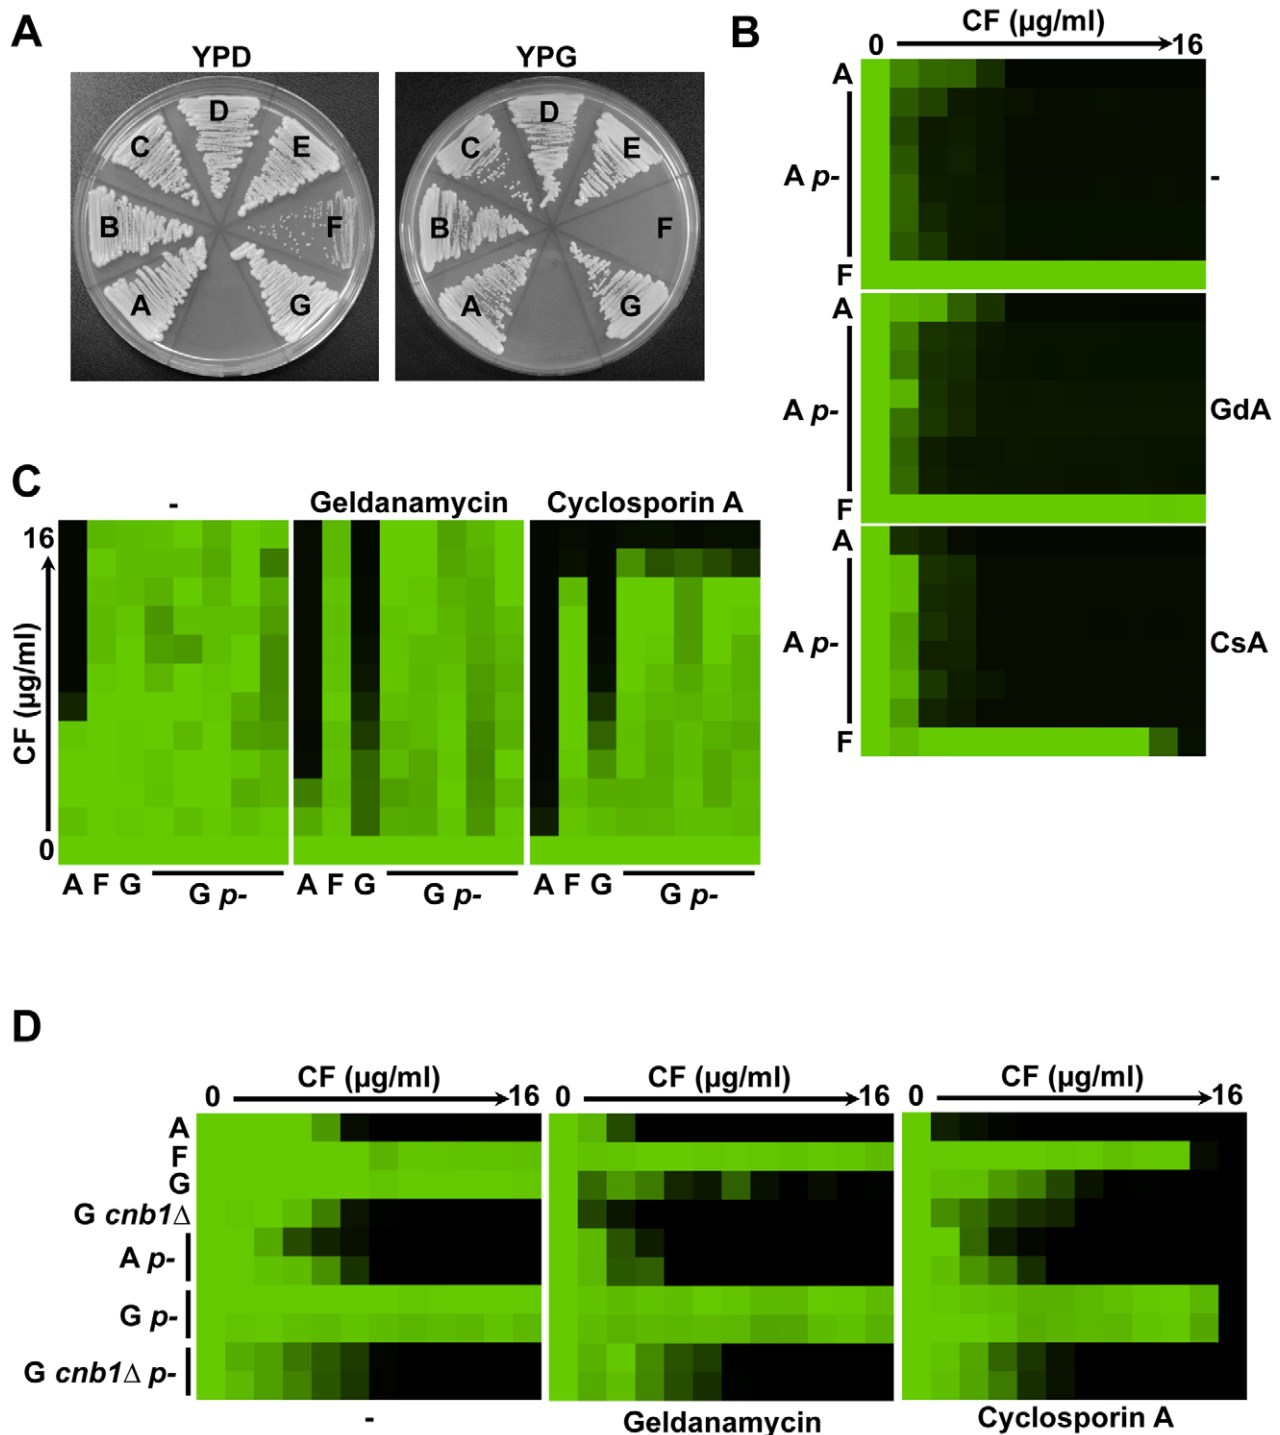 A
YPD
YPG
D
C
E
B
F
A
G
D
C
E
B
F
A
G
B
CF (µg/ml)
0
16
A
A p-
-
F
A
A p-
GdA
F
A
A p-
CsA
F
C
-
Geldanamycin
Cyclosporin A
16
CF (µg/ml)
0
A F G
G p-
A F G
G p-
A F G
G p-
D
CF (µg/ml)
CF (µg/ml)
CF (µg/ml)
0 16
0 16
0 16
A
F
G
G cnb1Δ
A p-
G p-
G cnb1Δ p-
-
Geldanamycin
Cyclosporin A